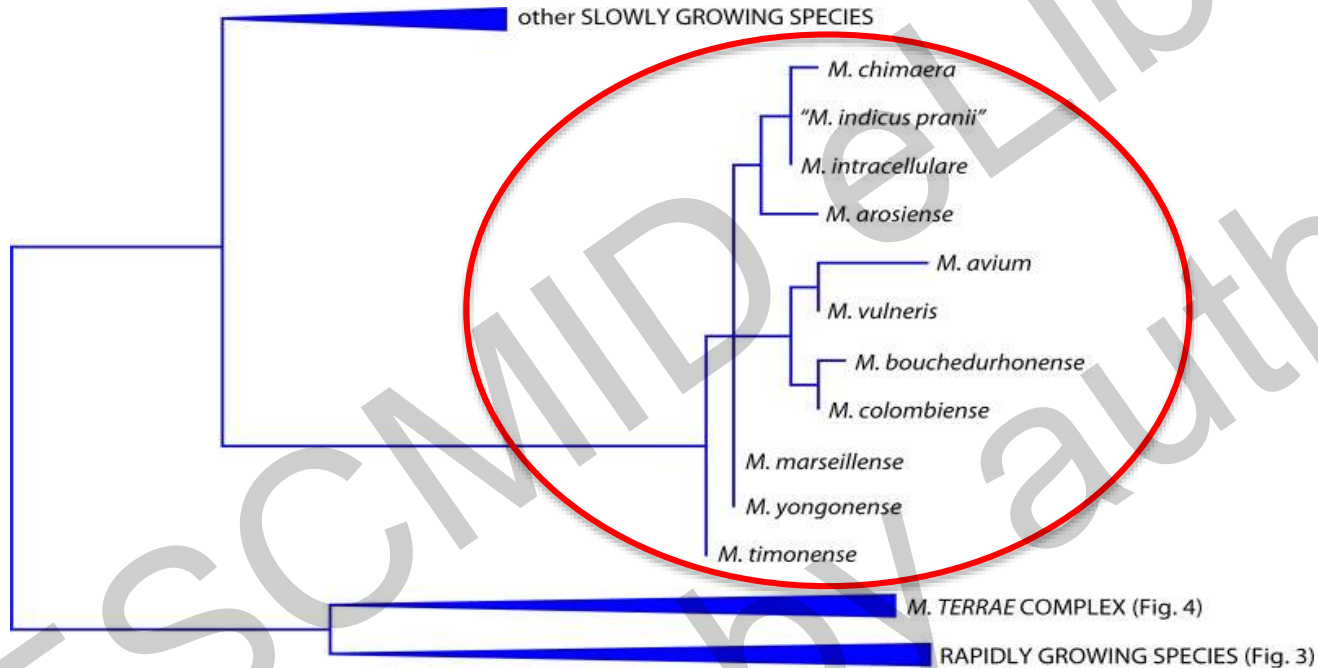 other SLOWLY GROWING SPECIES
M. chimaera
"M. indicus pranii"
M. intracellulare
M. arosiense
M. avium
M. vulneris
M. bouchedurhonense
M. colombiense
M. marseillense
M. yongonense
M. timonense
M. TERRAE COMPLEX (Fig. 4)
RAPIDLY GROWING SPECIES (Fig. 3)